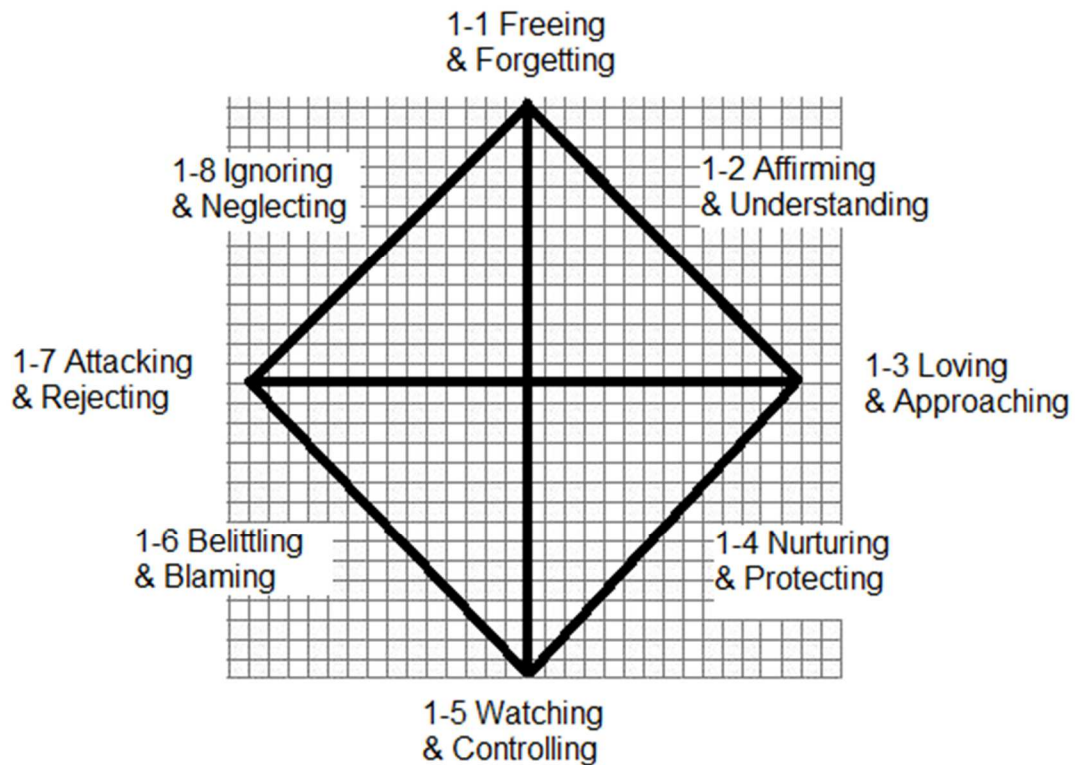 1-1 Freeing
& Forgetting
1-8 Ignoring
& Neglecting
1-2 Affirming
& Understanding
1-7 Attacking
& Rejecting
1-3 Loving
& Approaching
1-6 Belittling
& Blaming
1-4 Nurturing
& Protecting
1-5 Watching
& Controlling